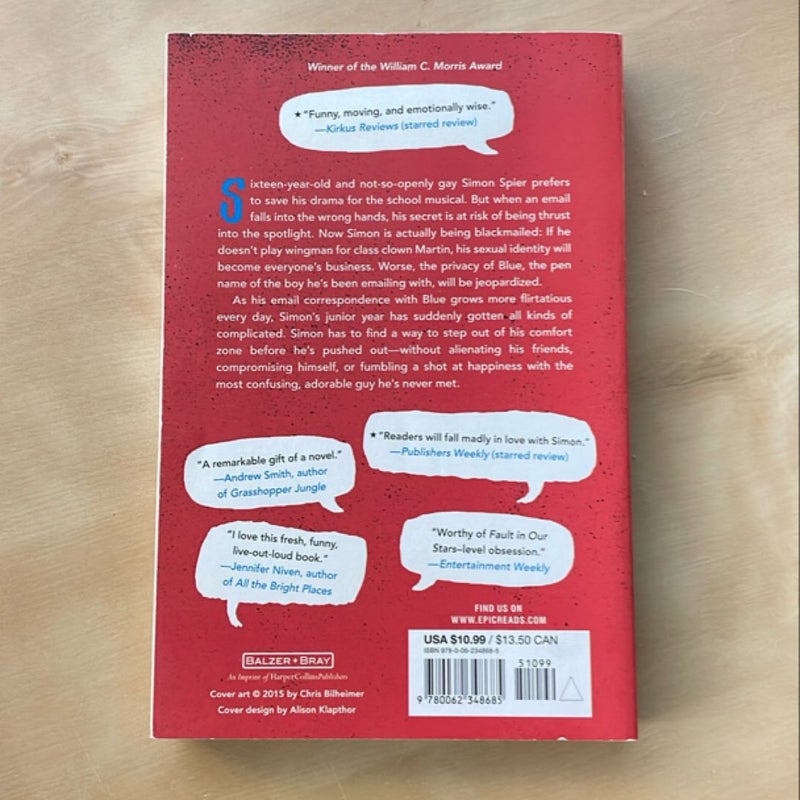 Winner of the William C. Morris Award
★ "Funny, moving, and emotionally wise."
—Kirkus Reviews (starred review)
Sixteen-year-old and not-so-openly gay Simon Spier prefers
to save his drama for the school musical. But when an email
falls into the wrong hands, his secret is at risk of being thrust
into the spotlight. Now Simon is actually being blackmailed: If he
doesn't play wingman for class clown Martin, his sexual identity will
become everyone's business. Worse, the privacy of Blue, the pen
name of the boy he's been emailing with, will be jeopardized.
As his email correspondence with Blue grows more flirtatious
every day, Simon's junior year has suddenly gotten all kinds of
complicated. Simon has to find a way to step out of his comfort
zone before he's pushed out—without alienating his friends,
compromising himself, or fumbling a shot at happiness with the
most confusing, adorable guy he's never met.
★ "Readers will fall madly in love with Simon."
—Publishers Weekly (starred review)
"A remarkable gift of a novel."
—Andrew Smith, author
of Grasshopper Jungle
"I love this fresh, funny,
live-out-loud book."
—Jennifer Niven, author
of All the Bright Places
"Worthy of Fault in Our
Stars–level obsession."
—Entertainment Weekly
FIND US ON
WWW.EPICREADS.COM
USA $10.99 / $13.50 CAN
ISBN 978-0-06-234868-5
51099
9 780062 348685
BALZER + BRAY
An Imprint of HarperCollinsPublishers
Cover art © 2015 by Chris Bilheimer
Cover design by Alison Klapthor